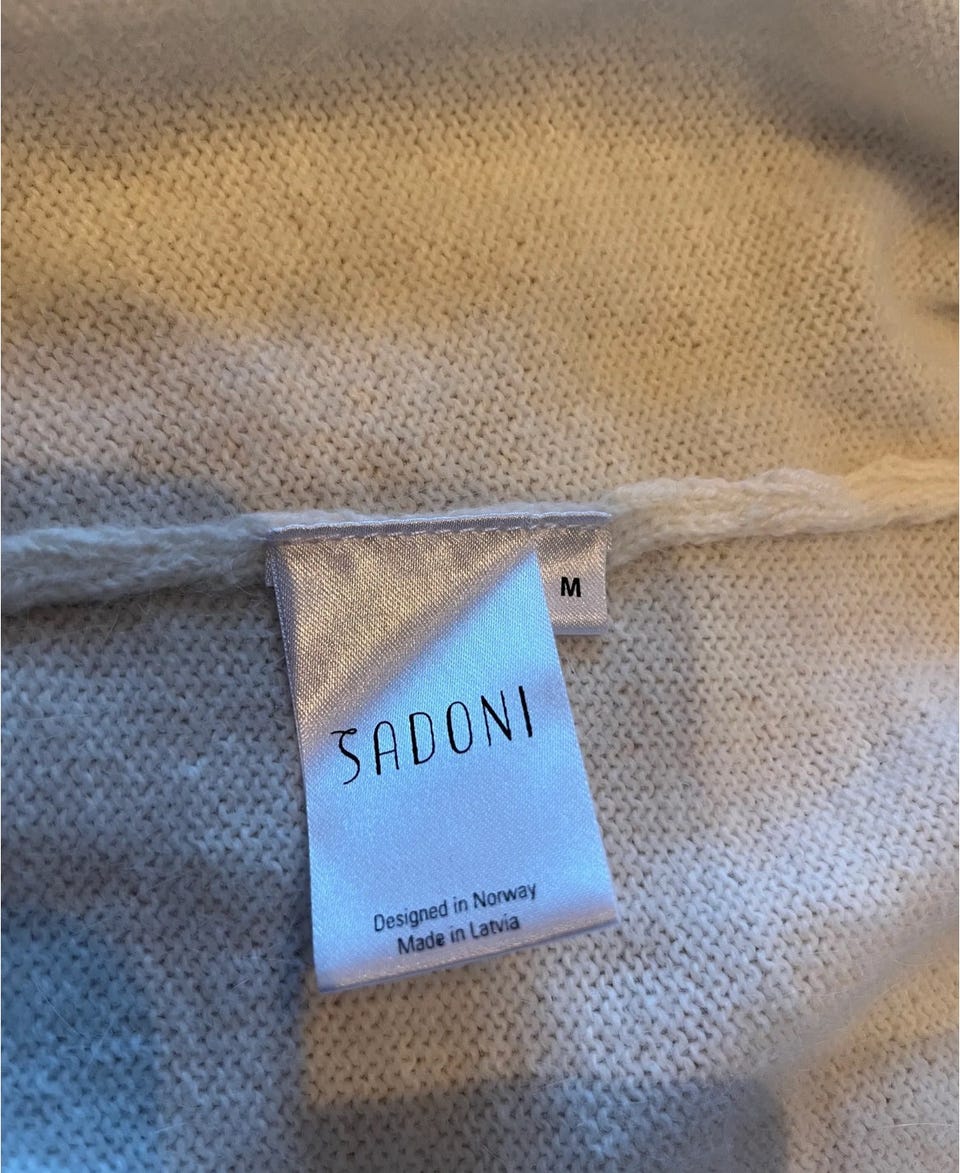 M
SADONI
Designed in Norway
Made in Latvia